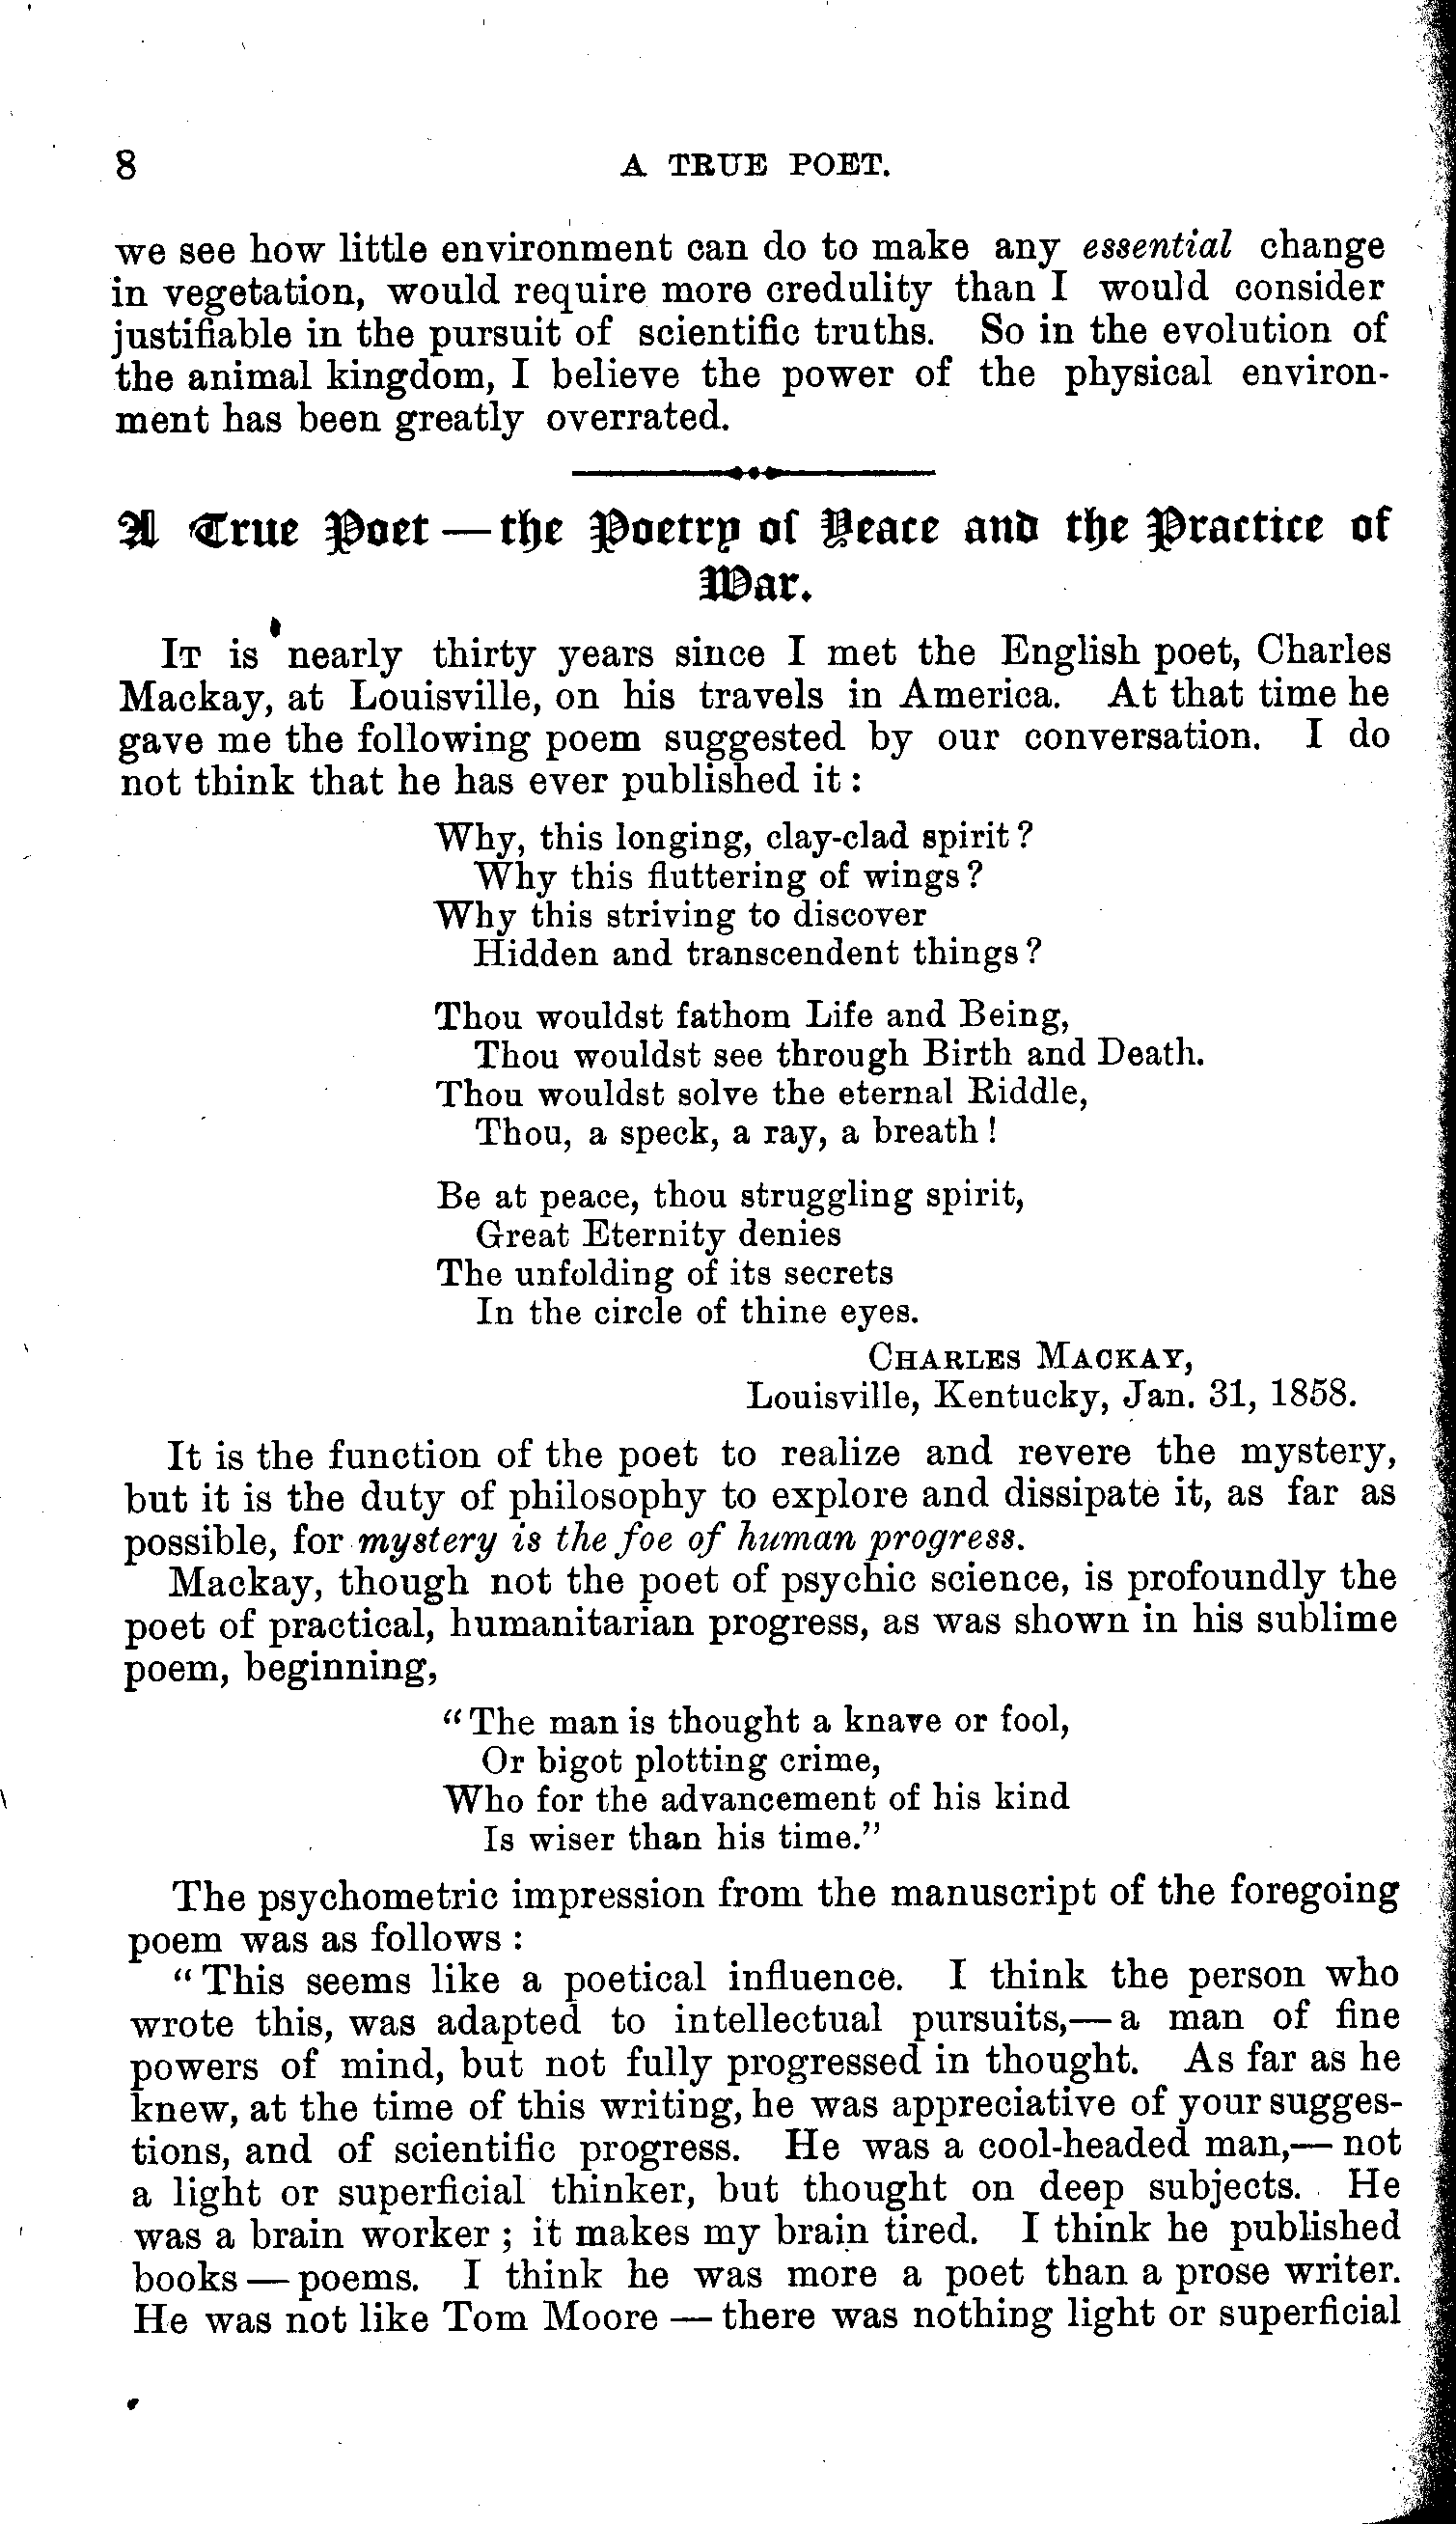 8 A TRUE POET.
we see how little environment can do to make any essential change
in vegetation, would require more credulity than I would consider
justifiable in the pursuit of scientific truths. So in the evolution of
the animal kingdom, I believe the power of the physical environ-
ment has been greatly overrated.
A True Poet — the Poetry of Peace and the Practice of
War.
IT is nearly thirty years since I met the English poet, Charles
Mackay, at Louisville, on his travels in America. At that time he
gave me the following poem suggested by our conversation. I do
not think that he has ever published it:
Why, this longing, clay-clad spirit?
Why this fluttering of wings?
Why this striving to discover
Hidden and transcendent things?
Thou wouldst fathom Life and Being,
Thou wouldst see through Birth and Death.
Thou wouldst solve the eternal Riddle,
Thou, a speck, a ray, a breath!
Be at peace, thou struggling spirit,
Great Eternity denies
The unfolding of its secrets
In the circle of thine eyes.
CHARLES MACKAY,
Louisville, Kentucky, Jan. 31, 1858.
It is the function of the poet to realize and revere the mystery,
but it is the duty of philosophy to explore and dissipate it, as far as
possible, for mystery is the foe of human progress.
Mackay, though not the poet of psychic science, is profoundly the
poet of practical, humanitarian progress, as was shown in his sublime
poem, beginning,
"The man is thought a knave or fool,
Or bigot plotting crime,
Who for the advancement of his kind
Is wiser than his time."
The psychometric impression from the manuscript of the foregoing
poem was as follows:
"This seems like a poetical influence. I think the person who
wrote this, was adapted to intellectual pursuits,— a man of fine
powers of mind, but not fully progressed in thought. As far as he
knew, at the time of this writing, he was appreciative of your sugges-
tions, and of scientific progress. He was a cool-headed man,— not
a light or superficial thinker, but thought on deep subjects. He
was a brain worker; it makes my brain tired. I think he published
books — poems. I think he was more a poet than a prose writer.
He was not like Tom Moore — there was nothing light or superficial